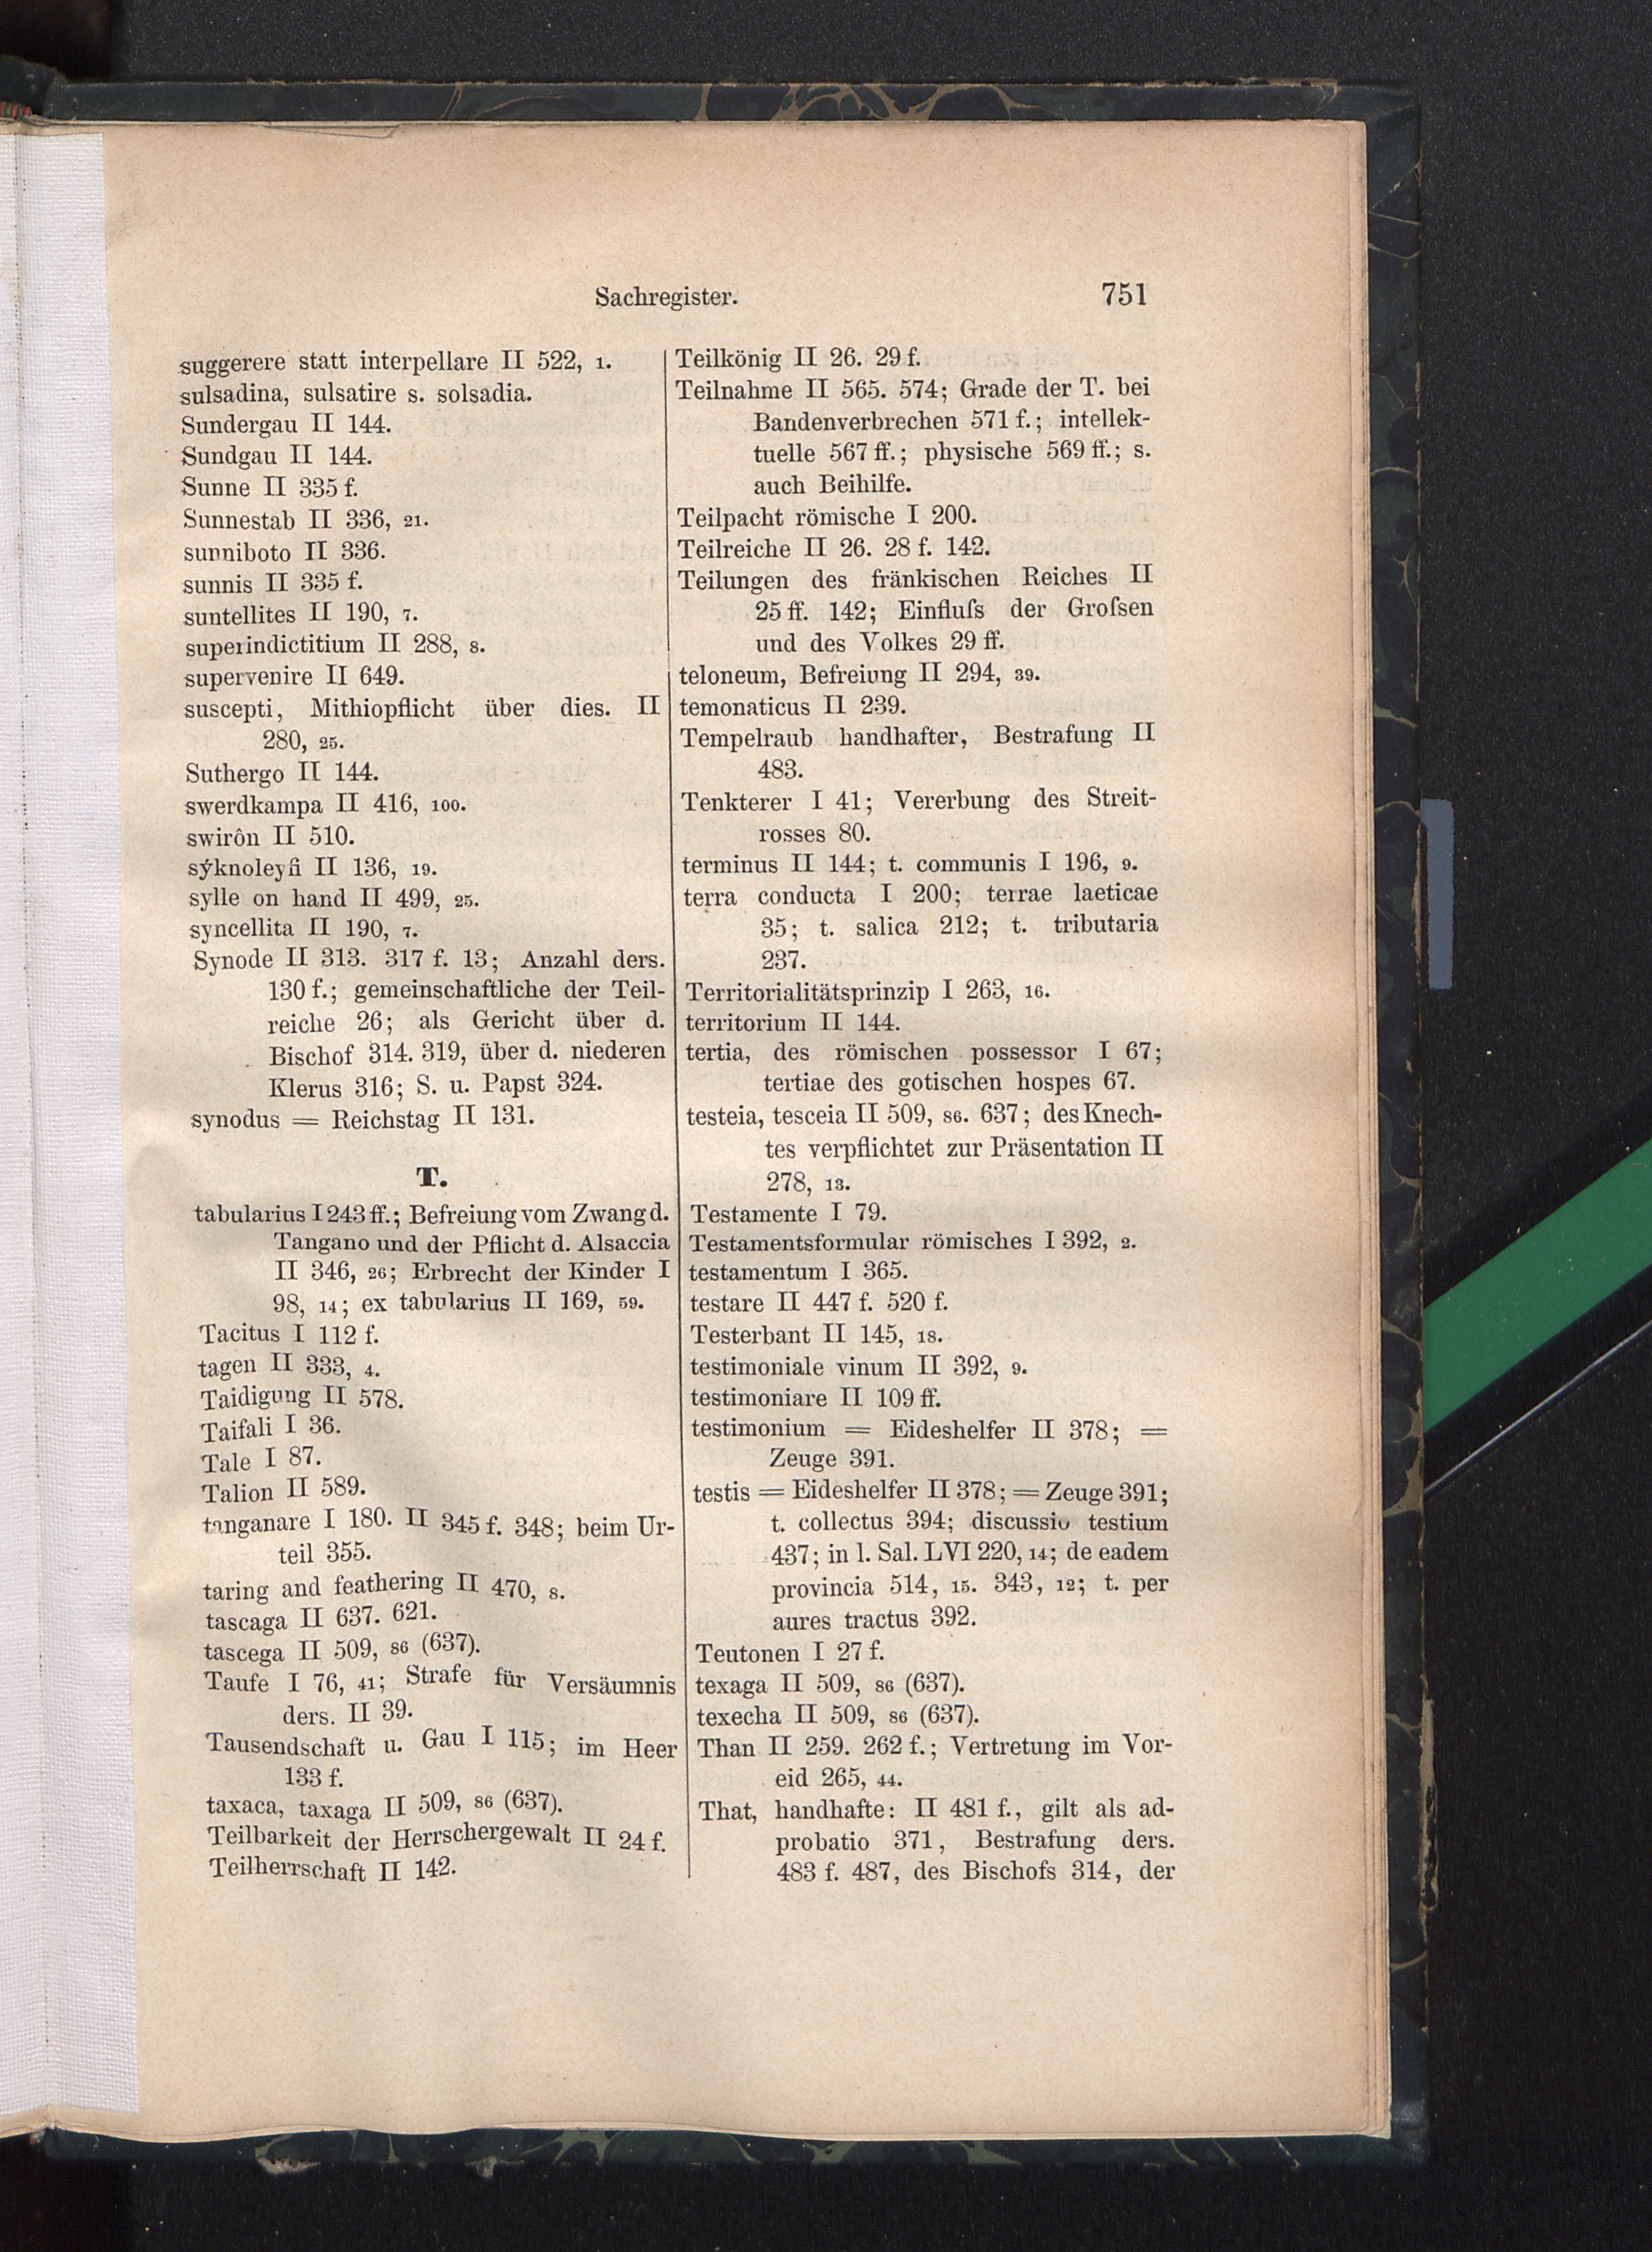 Sachregister.
751
suggerere statt interpellare II 522, 1.
sulsadina, sulsatire s. solsadia.
Sundergau II 144.
Sundgau II 144.
Sunne II 335 f.
Sunnestab II 336, 21.
sunniboto II 336.
sunnis II 335 f.
suntellites II 190, 7.
superindictitium II 288, 8.
supervenire II 649.
suscepti, Mithiopflicht über dies. II
280, 25.
Suthergo II 144.
swerdkampa II 416, 100.
swirôn II 510.
sýknoleyfi II 136, 19.
sylle on hand II 499, 25.
syncellita II 190, 7.
Synode II 313. 317 f. 13; Anzahl ders.
130 f.; gemeinschaftliche der Teil-
reiche 26; als Gericht über d.
Bischof 314. 319, über d. niederen
Klerus 316; S. u. Papst 324.
synodus = Reichstag II 131.
T.
tabularius I 243 ff.; Befreiung vom Zwang d.
Tangano und der Pflicht d. Alsaccia
II 346, 26; Erbrecht der Kinder I
98, 14; ex tabularius II 169, 59.
Tacitus I 112 f.
tagen II 333, 4.
Taidigung II 578.
Taifali I 36.
Tale I 87.
Talion II 589.
tanganare I 180. II 345 f. 348; beim Ur-
teil 355.
taring and feathering II 470, 8.
tascaga II 637. 621.
tascega II 509, 86 (637).
Taufe I 76, 41; Strafe für Versäumnis
ders. II 39.
Tausendschaft u. Gau I 115; im Heer
133 f.
taxaca, taxaga II 509, 86 (637).
Teilbarkeit der Herrschergewalt II 24 f.
Teilherrschaft II 142.
Teilkönig II 26. 29 f.
Teilnahme II 565. 574; Grade der T. bei
Bandenverbrechen 571 f.; intellek-
tuelle 567 ff.; physische 569 ff.; s.
auch Beihilfe.
Teilpacht römische I 200.
Teilreiche II 26. 28 f. 142.
Teilungen des fränkischen Reiches II
25 ff. 142; Einfluſs der Groſsen
und des Volkes 29 ff.
teloneum, Befreiung II 294, 39.
temonaticus II 239.
Tempelraub handhafter, Bestrafung II
483.
Tenkterer I 41; Vererbung des Streit-
rosses 80.
terminus II 144; t. communis I 196, 9.
terra conducta I 200; terrae laeticae
35; t. salica 212; t. tributaria
237.
Territorialitätsprinzip I 263, 16.
territorium II 144.
tertia, des römischen possessor I 67;
tertiae des gotischen hospes 67.
testeia, tesceia II 509, 86. 637; des Knech-
tes verpflichtet zur Präsentation II
278, 13.
Testamente I 79.
Testamentsformular römisches I 392, 2.
testamentum I 365.
testare II 447 f. 520 f.
Testerbant II 145, 18.
testimoniale vinum II 392, 9.
testimoniare II 109 ff.
testimonium = Eideshelfer II 378; =
Zeuge 391.
testis = Eideshelfer II 378; = Zeuge 391;
t. collectus 394; discussio testium
437; in l. Sal. LVI 220, 14; de eadem
provincia 514, 15. 343, 12; t. per
aures tractus 392.
Teutonen I 27 f.
texaga II 509, 86 (637).
texecha II 509, 86 (637).
Than II 259. 262 f.; Vertretung im Vor-
eid 265, 44.
That, handhafte: II 481 f., gilt als ad-
probatio 371, Bestrafung ders.
483 f. 487, des Bischofs 314, der